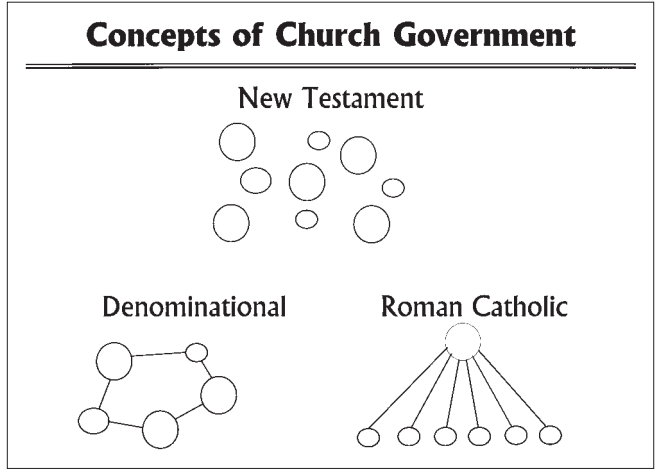 Concepts of Church Government
New Testament
Denominational
Roman Catholic